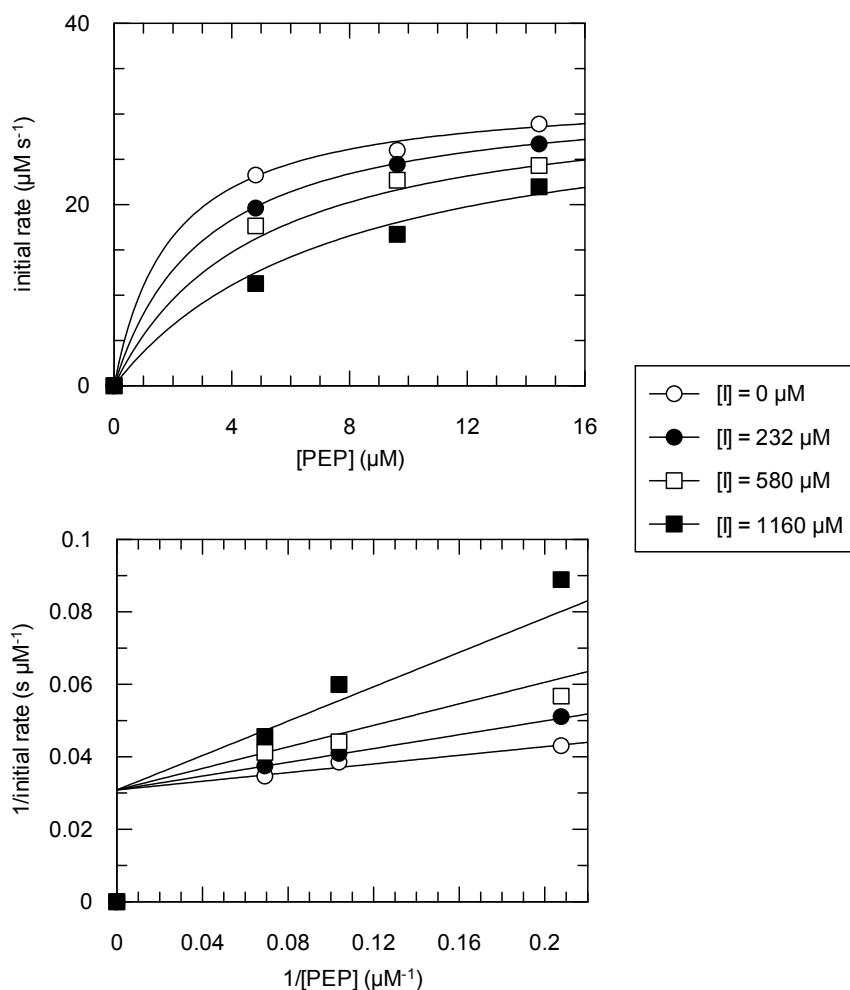 40
20
0
initial rate (µM s⁻¹)
0 4 8 12 16
[PEP] (µM)
[I] = 0 µM
[I] = 232 µM
[I] = 580 µM
[I] = 1160 µM
0.1
0.08
0.06
0.04
0.02
0
1/initial rate (s µM⁻¹)
0 0.04 0.08 0.12 0.16 0.2
1/[PEP] (µM⁻¹)